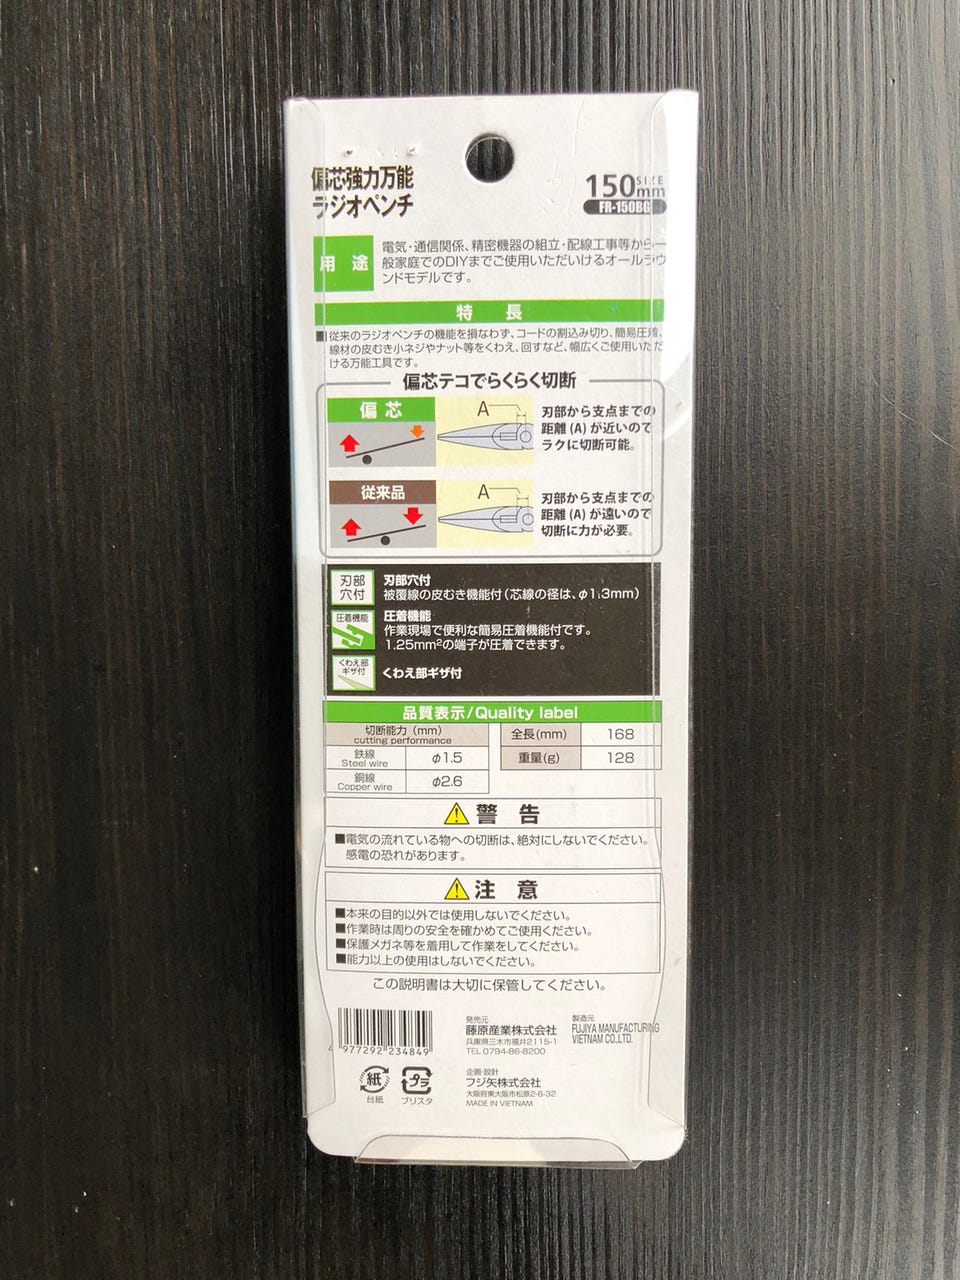 偏芯強力万能
ラジオペンチ
150mm SIZE
FR-150BG
用途
電気・通信関係、精密機器の組立・配線工事等から一
般家庭でのDIYまでご使用いただいけるオールラウ
ンドモデルです。
特長
■従来のラジオペンチの機能を損なわず、コードの割込み切り、簡易圧着、
線材の皮むき小ネジやナット等をくわえ、回すなど、幅広くご使用いただ
ける万能工具です。
偏芯テコでらくらく切断
偏芯
A
刃部から支点までの
距離(A)が近いので
ラクに切断可能。
従来品
A
刃部から支点までの
距離(A)が遠いので
切断に力が必要。
刃部
穴付
刃部穴付
被覆線の皮むき機能付(芯線の径は、φ1.3mm)
圧着機能
圧着機能
作業現場で便利な簡易圧着機能付です。
1.25mm²の端子が圧着できます。
くわえ部
ギザ付
くわえ部ギザ付
品質表示/Quality label
切断能力(mm)
cutting performance
鉄線
Steel wire
φ1.5
銅線
Copper wire
φ2.6
全長(mm) 168
重量(g) 128
警告
■電気の流れている物への切断は、絶対にしないでください。
感電の恐れがあります。
注意
■本来の目的以外では使用しないでください。
■作業時は周りの安全を確かめてご使用ください。
■保護メガネ等を着用して作業をしてください。
■能力以上の使用はしないでください。
この説明書は大切に保管してください。
4 977292 234849
発売元
藤原産業株式会社
兵庫県三木市福井2115-1
TEL 0794-86-8200
製造元
FUJIYA MANUFACTURING
VIETNAM CO.,LTD.
紙
台紙
プラ
ブリスタ
企画・設計
フジ矢株式会社
大阪府東大阪市松原2-6-32
MADE IN VIETNAM